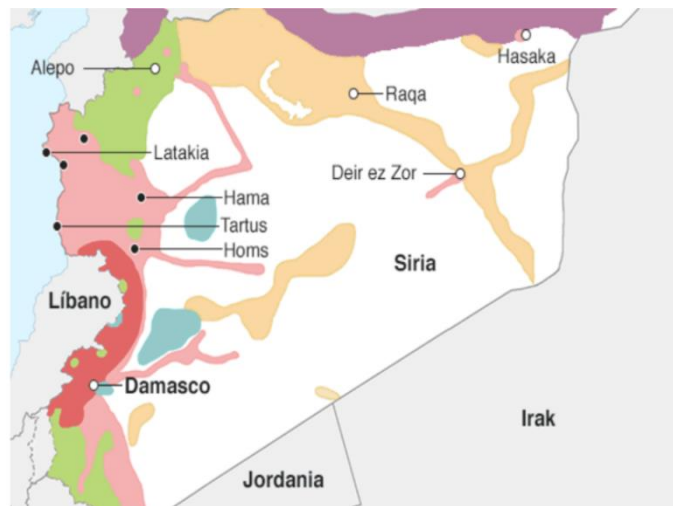 Hasaka
Alepo
Raqa
Latakia
Deir ez Zor
Hama
Tartus
Homs
Siria
Líbano
Damasco
Irak
Jordania